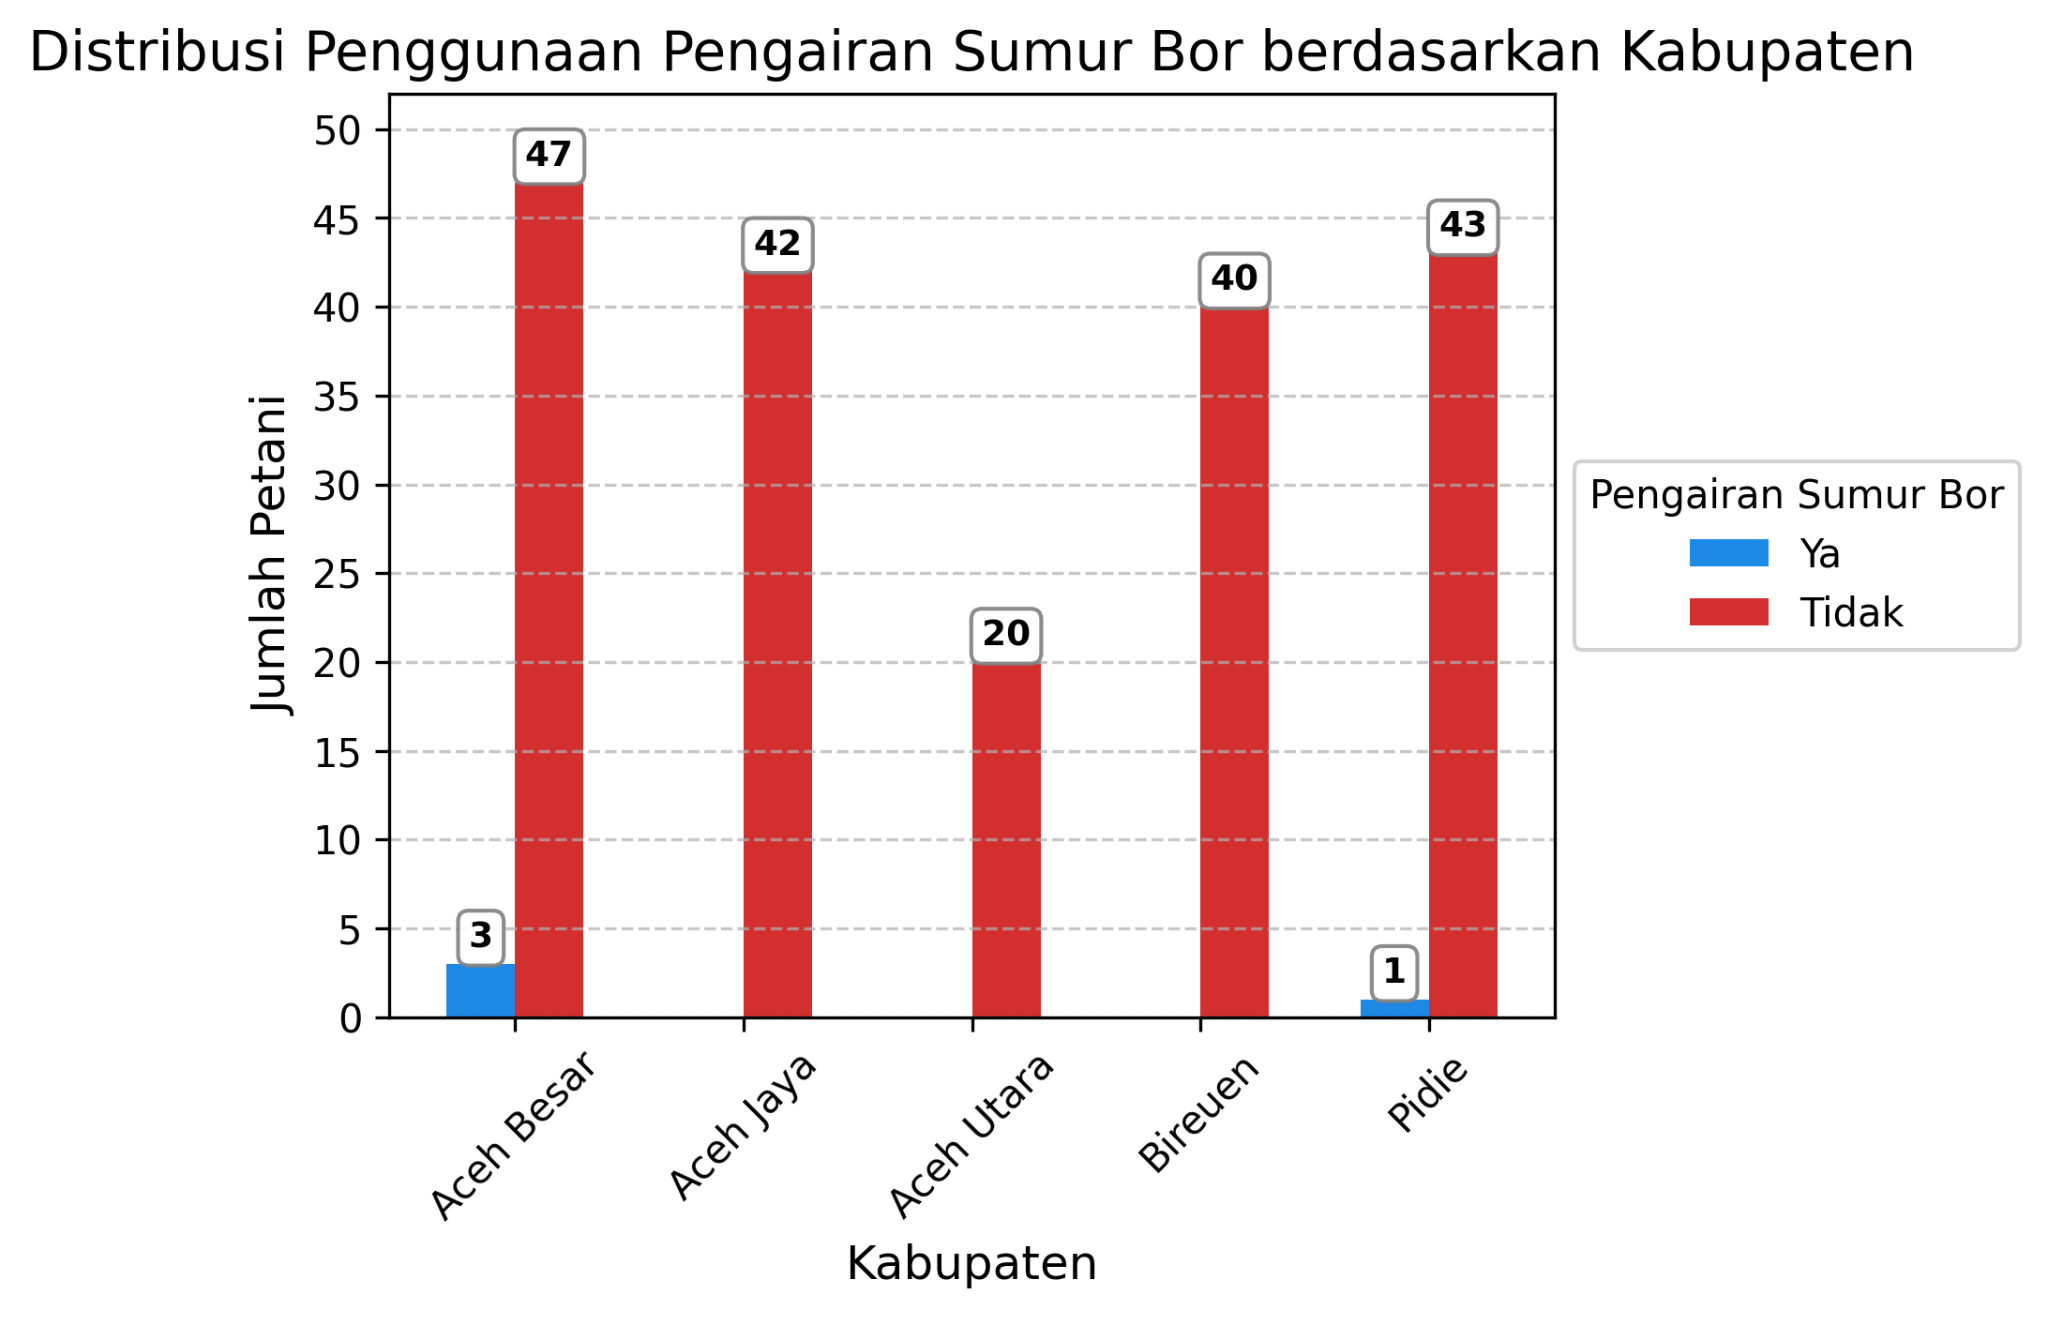 Distribusi Penggunaan Pengairan Sumur Bor berdasarkan Kabupaten
Jumlah Petani
50
45
40
35
30
25
20
15
10
5
0
3
47
42
20
40
1
43
Aceh Besar
Aceh Jaya
Aceh Utara
Bireuen
Pidie
Kabupaten
Pengairan Sumur Bor
Ya
Tidak